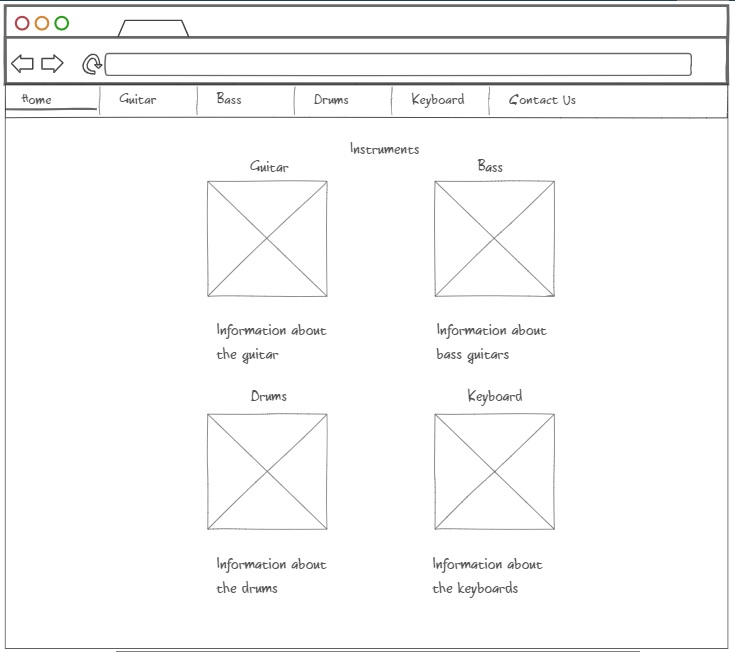 Home Guitar Bass Drums Keyboard Contact Us
Instruments
Guitar Bass
Information about
the guitar
Information about
bass guitars
Drums Keyboard
Information about
the drums
Information about
the keyboards